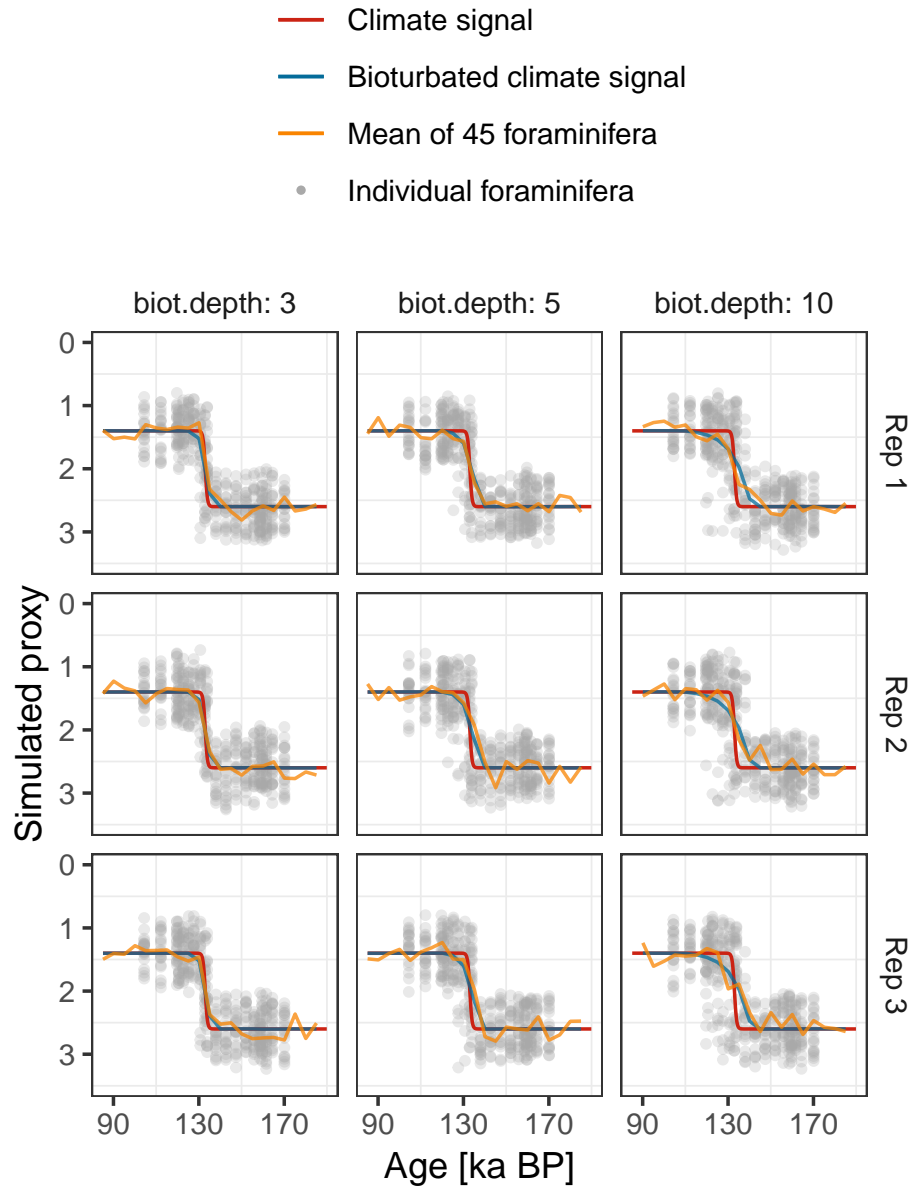 Climate signal
Bioturbated climate signal
Mean of 45 foraminifera
Individual foraminifera
biot.depth: 3 biot.depth: 5 biot.depth: 10
0
1
2
3
Rep 1
0
1
2
3
Rep 2
0
1
2
3
Rep 3
Simulated proxy
90 130 170 90 130 170 90 130 170
Age [ka BP]